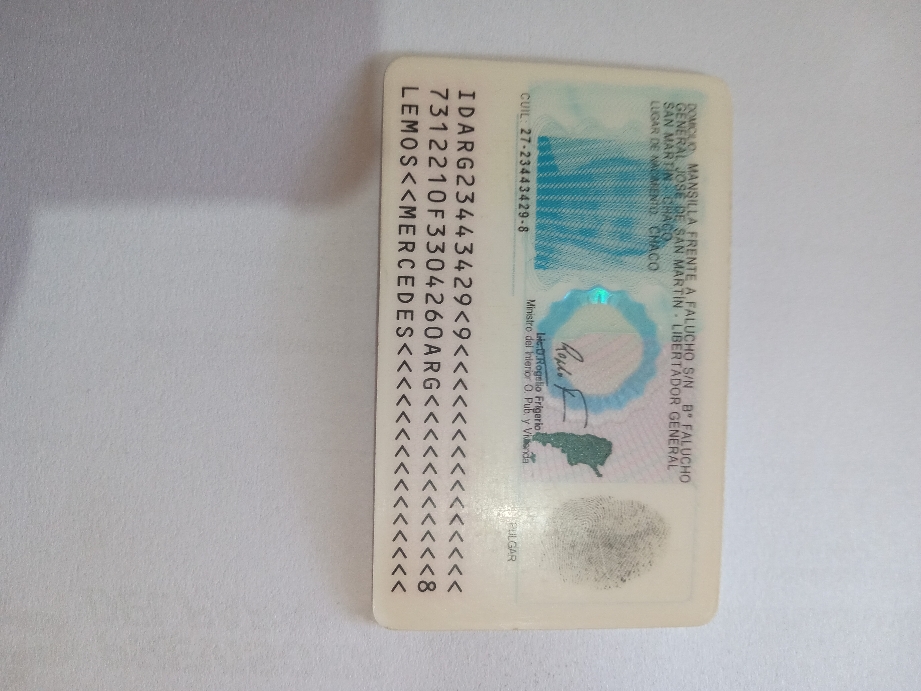 DOMICILIO: MANSILLA FRENTE A FALUCHO S/N Bº FALUCHO
GENERAL JOSE DE SAN MARTIN - LIBERTADOR GENERAL
SAN MARTIN - CHACO
LUGAR DE NACIMIENTO: CHACO
CUIL: 27-23443429-8
Lic. D. Rogelio Frigerio
Ministro del Interior O. Pub. y Vivienda
PULGAR
IDARG23443429<9<<<<<<<<<<<<<<<
7312210F3304260ARG<<<<<<<<<<<8
LEMOS<<MERCEDES<<<<<<<<<<<<<<<